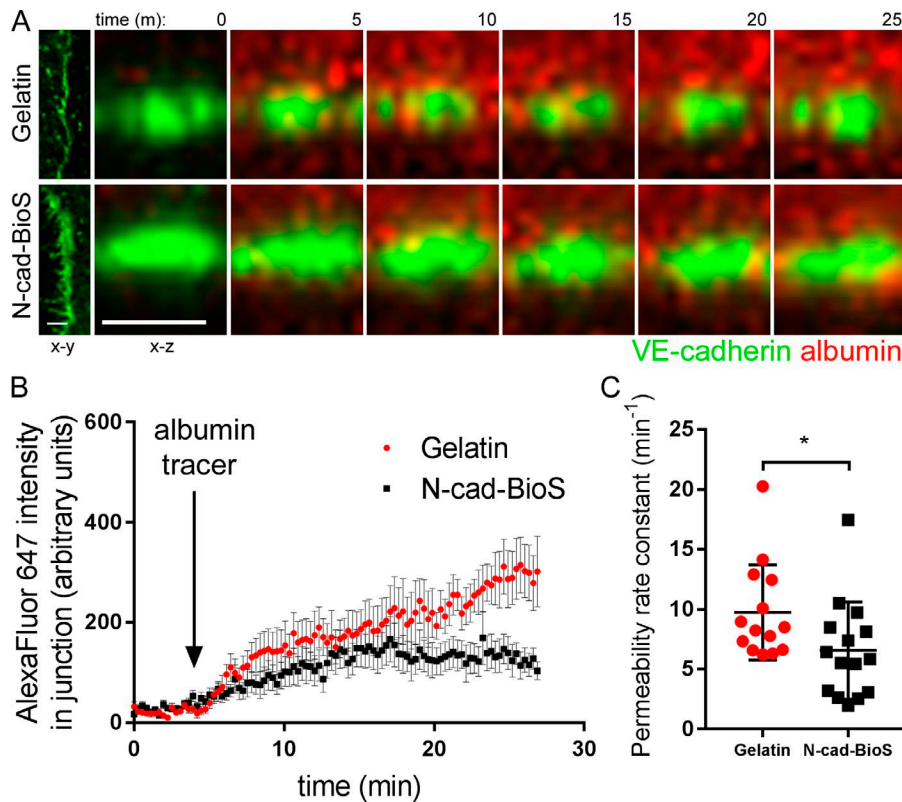 A
time (m): 0 5 10 15 20 25
Gelatin
N-cad-BioS
x-y x-z
VE-cadherin albumin
B
AlexaFluor 647 intensity
in junction (arbitrary units)
600
400
200
0
albumin
tracer
Gelatin
N-cad-BioS
0 10 20 30
time (min)
C
Permeability rate constant (min⁻¹)
25
20
15
10
5
0
*
Gelatin N-cad-BioS